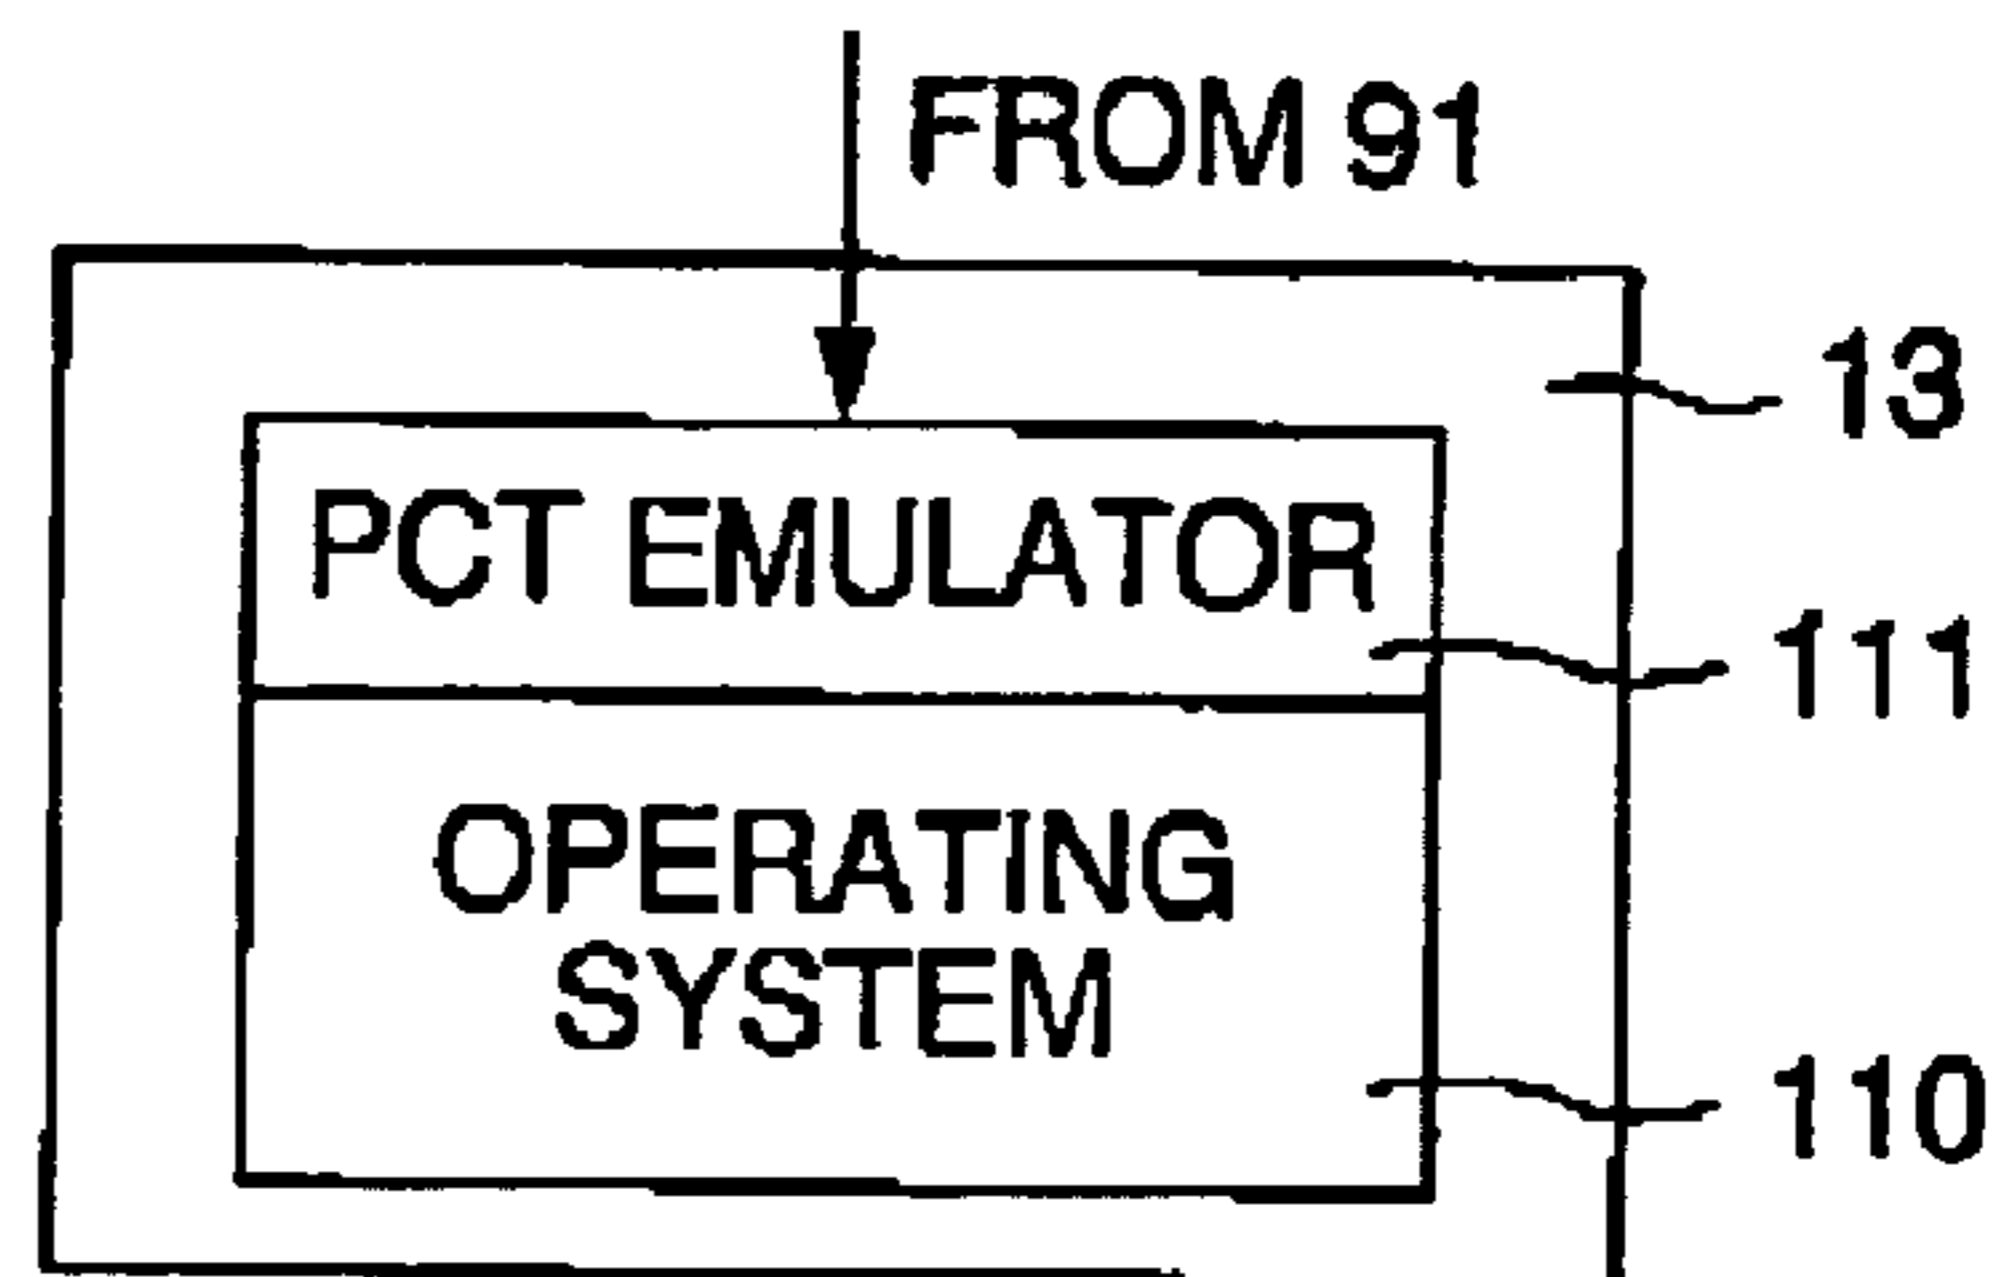 FROM 91
13
PCT EMULATOR
111
OPERATING
SYSTEM
110